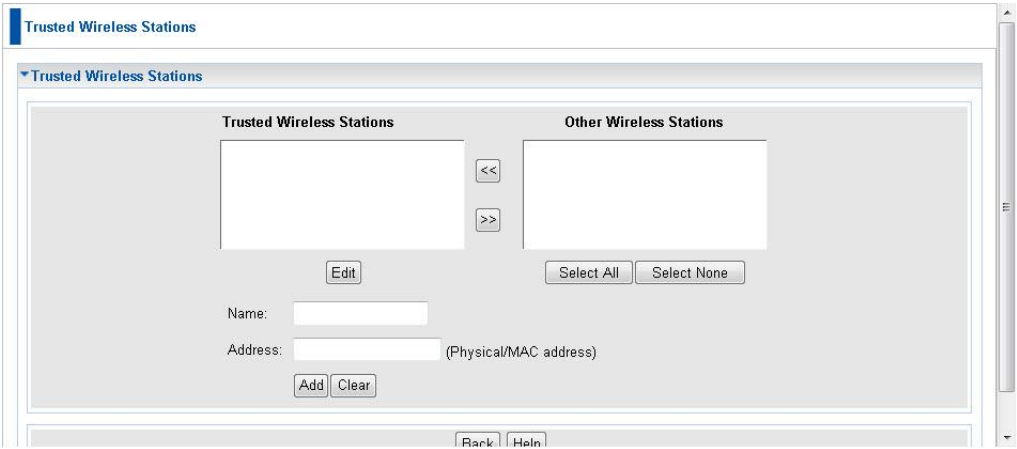 Trusted Wireless Stations
Trusted Wireless Stations
Trusted Wireless Stations Other Wireless Stations
<<
>>
Edit Select All Select None
Name:
Address: (Physical/MAC address)
Add Clear
Back Help